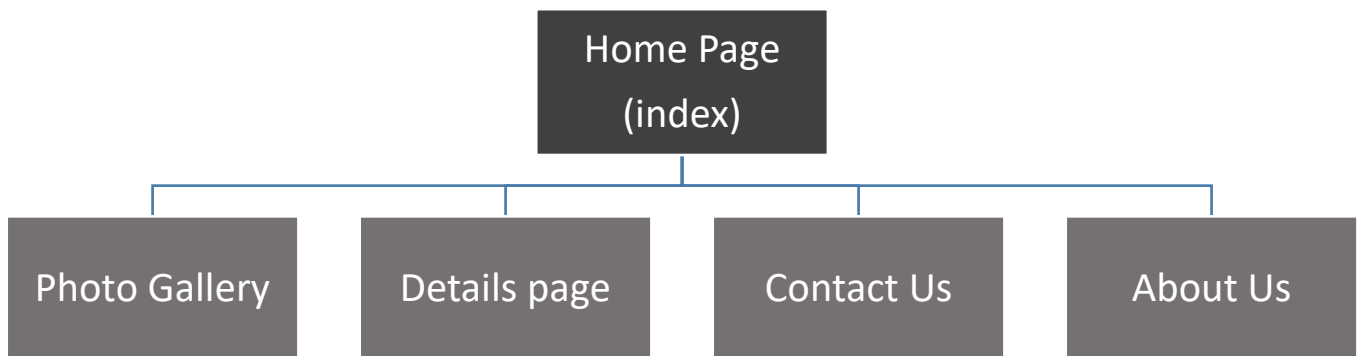 Home Page
(index)
Photo Gallery
Details page
Contact Us
About Us